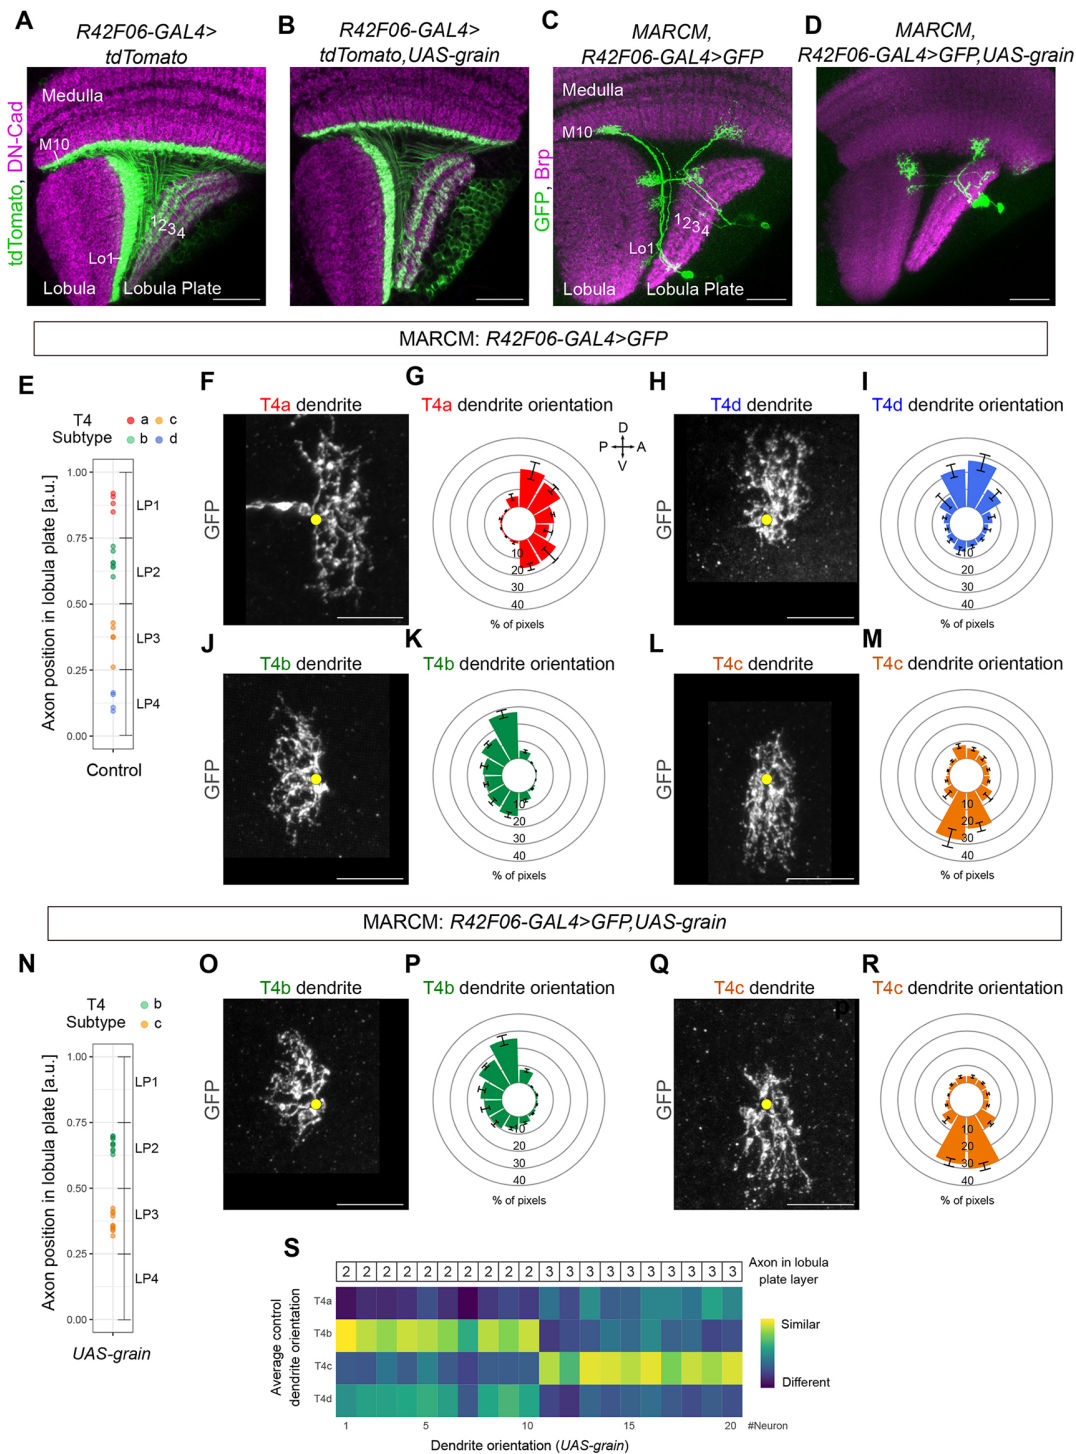 A
R42F06-GAL4>
tdTomato
B
R42F06-GAL4>
tdTomato,UAS-grain
C
MARCM,
R42F06-GAL4>GFP
D
MARCM,
R42F06-GAL4>GFP,UAS-grain
tdTomato, DN-Cad
Medulla
M10
1234
Lo1
Lobula
Lobula Plate
GFP, Brp
Medulla
M10
1234
Lo1
Lobula
Lobula Plate
MARCM: R42F06-GAL4>GFP
E
T4
Subtype
a
c
b
d
Axon position in lobula plate [a.u.]
1.00
0.75
0.50
0.25
0.00
LP1
LP2
LP3
LP4
Control
F
T4a dendrite
GFP
G
T4a dendrite orientation
10
20
30
40
% of pixels
D
P
A
V
H
T4d dendrite
GFP
I
T4d dendrite orientation
10
20
30
40
% of pixels
J
T4b dendrite
GFP
K
T4b dendrite orientation
10
20
30
40
% of pixels
L
T4c dendrite
GFP
M
T4c dendrite orientation
10
20
30
40
% of pixels
MARCM: R42F06-GAL4>GFP,UAS-grain
N
T4
Subtype
b
c
Axon position in lobula plate [a.u.]
1.00
0.75
0.50
0.25
0.00
LP1
LP2
LP3
LP4
UAS-grain
O
T4b dendrite
GFP
P
T4b dendrite orientation
10
20
30
40
% of pixels
Q
T4c dendrite
p
GFP
R
T4c dendrite orientation
10
20
30
40
% of pixels
S
2 2 2 2 2 2 2 2 2 2 3 3 3 3 3 3 3 3 3 3
Axon in lobula
plate layer
Average control
dendrite orientation
T4a
T4b
T4c
T4d
Similar
Different
1 5 10 15 20 #Neuron
Dendrite orientation (UAS-grain)